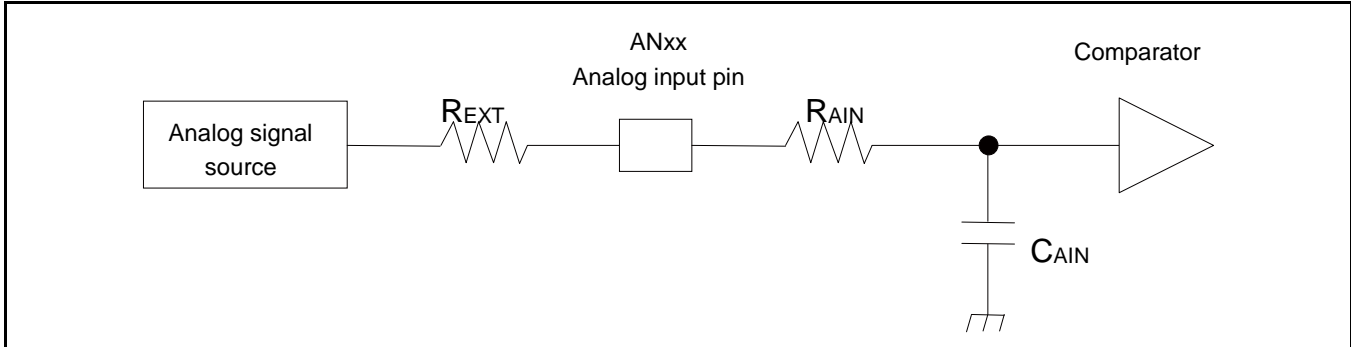 ANxx
Analog input pin
Comparator
Analog signal
source
REXT
RAIN
CAIN